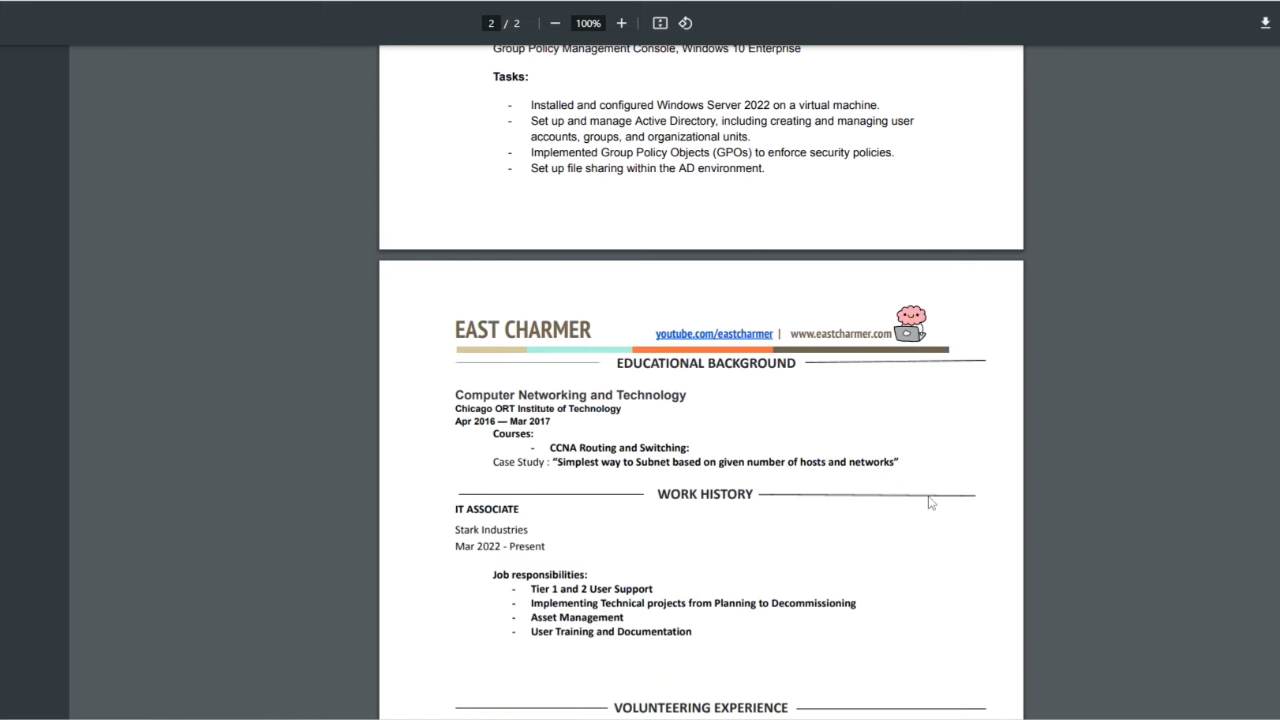 2 / 2 100%
Group Policy Management Console, Windows 10 Enterprise
Tasks:
- Installed and configured Windows Server 2022 on a virtual machine.
- Set up and manage Active Directory, including creating and managing user
accounts, groups, and organizational units.
- Implemented Group Policy Objects (GPOs) to enforce security policies.
- Set up file sharing within the AD environment.
EAST CHARMER youtube.com/eastcharmer | www.eastcharmer.com
EDUCATIONAL BACKGROUND
Computer Networking and Technology
Chicago ORT Institute of Technology
Apr 2016 — Mar 2017
Courses:
- CCNA Routing and Switching:
Case Study : “Simplest way to Subnet based on given number of hosts and networks”
WORK HISTORY
IT ASSOCIATE
Stark Industries
Mar 2022 - Present
Job responsibilities:
- Tier 1 and 2 User Support
- Implementing Technical projects from Planning to Decommissioning
- Asset Management
- User Training and Documentation
VOLUNTEERING EXPERIENCE